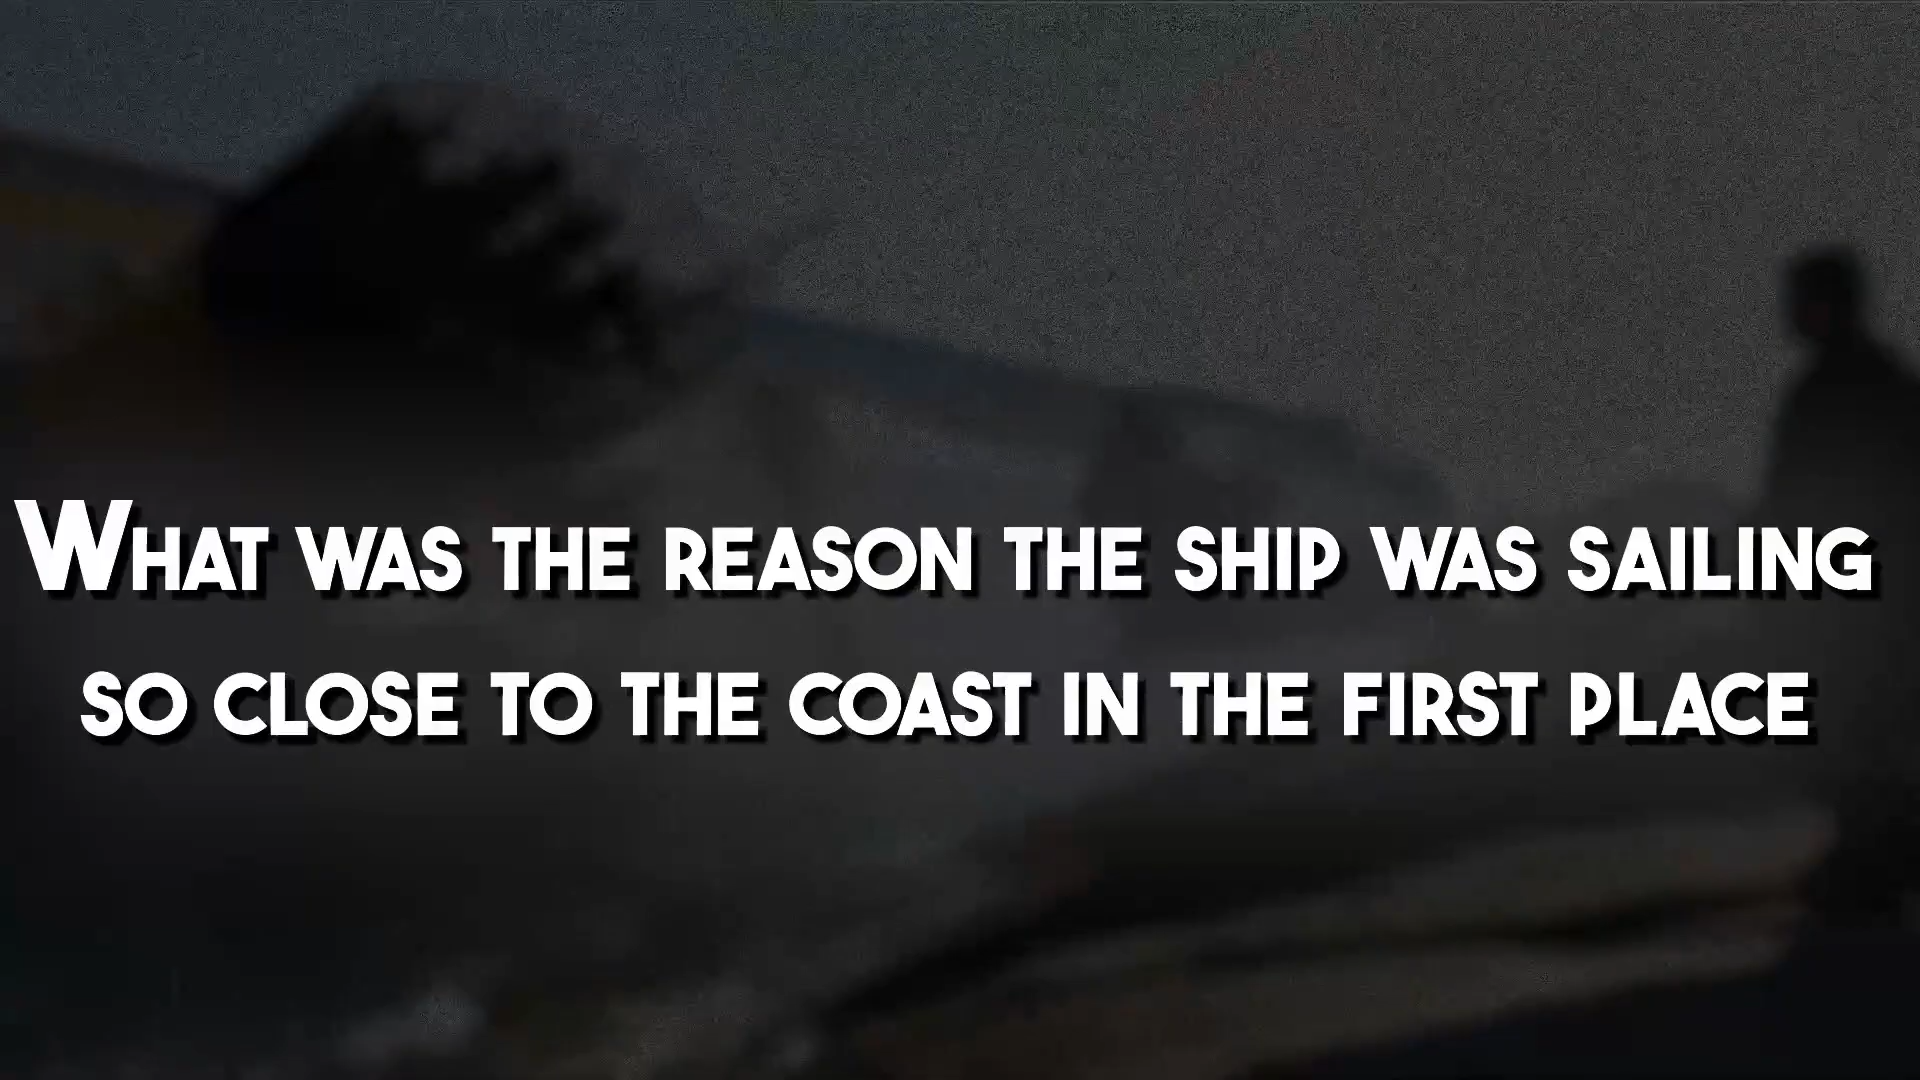 What was the reason the ship was sailing
so close to the coast in the first place